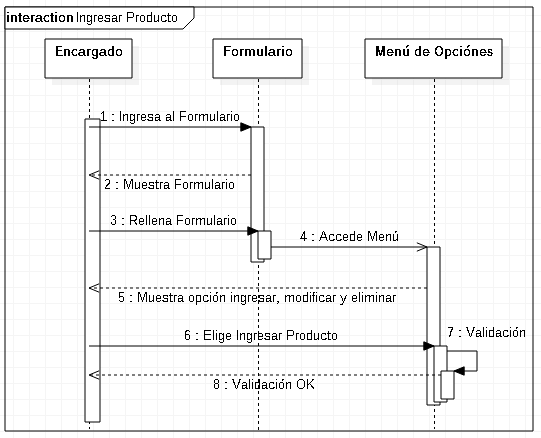 interaction Ingresar Producto
Encargado
Formulario
Menú de Opciónes
1 : Ingresa al Formulario
2 : Muestra Formulario
3 : Rellena Formulario
4 : Accede Menú
5 : Muestra opción ingresar, modificar y eliminar
6 : Elige Ingresar Producto
7 : Validación
8 : Validación OK